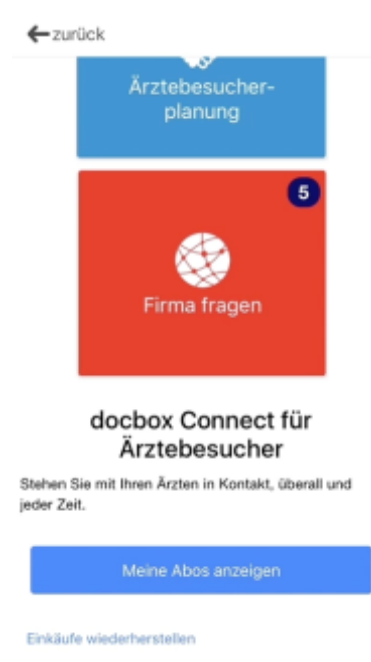 zurück
Ärztebesucher-
planung
5
Firma fragen
docbox Connect für
Ärztebesucher
Stehen Sie mit Ihren Ärzten in Kontakt, überall und
jeder Zeit.
Meine Abos anzeigen
Einkäufe wiederherstellen